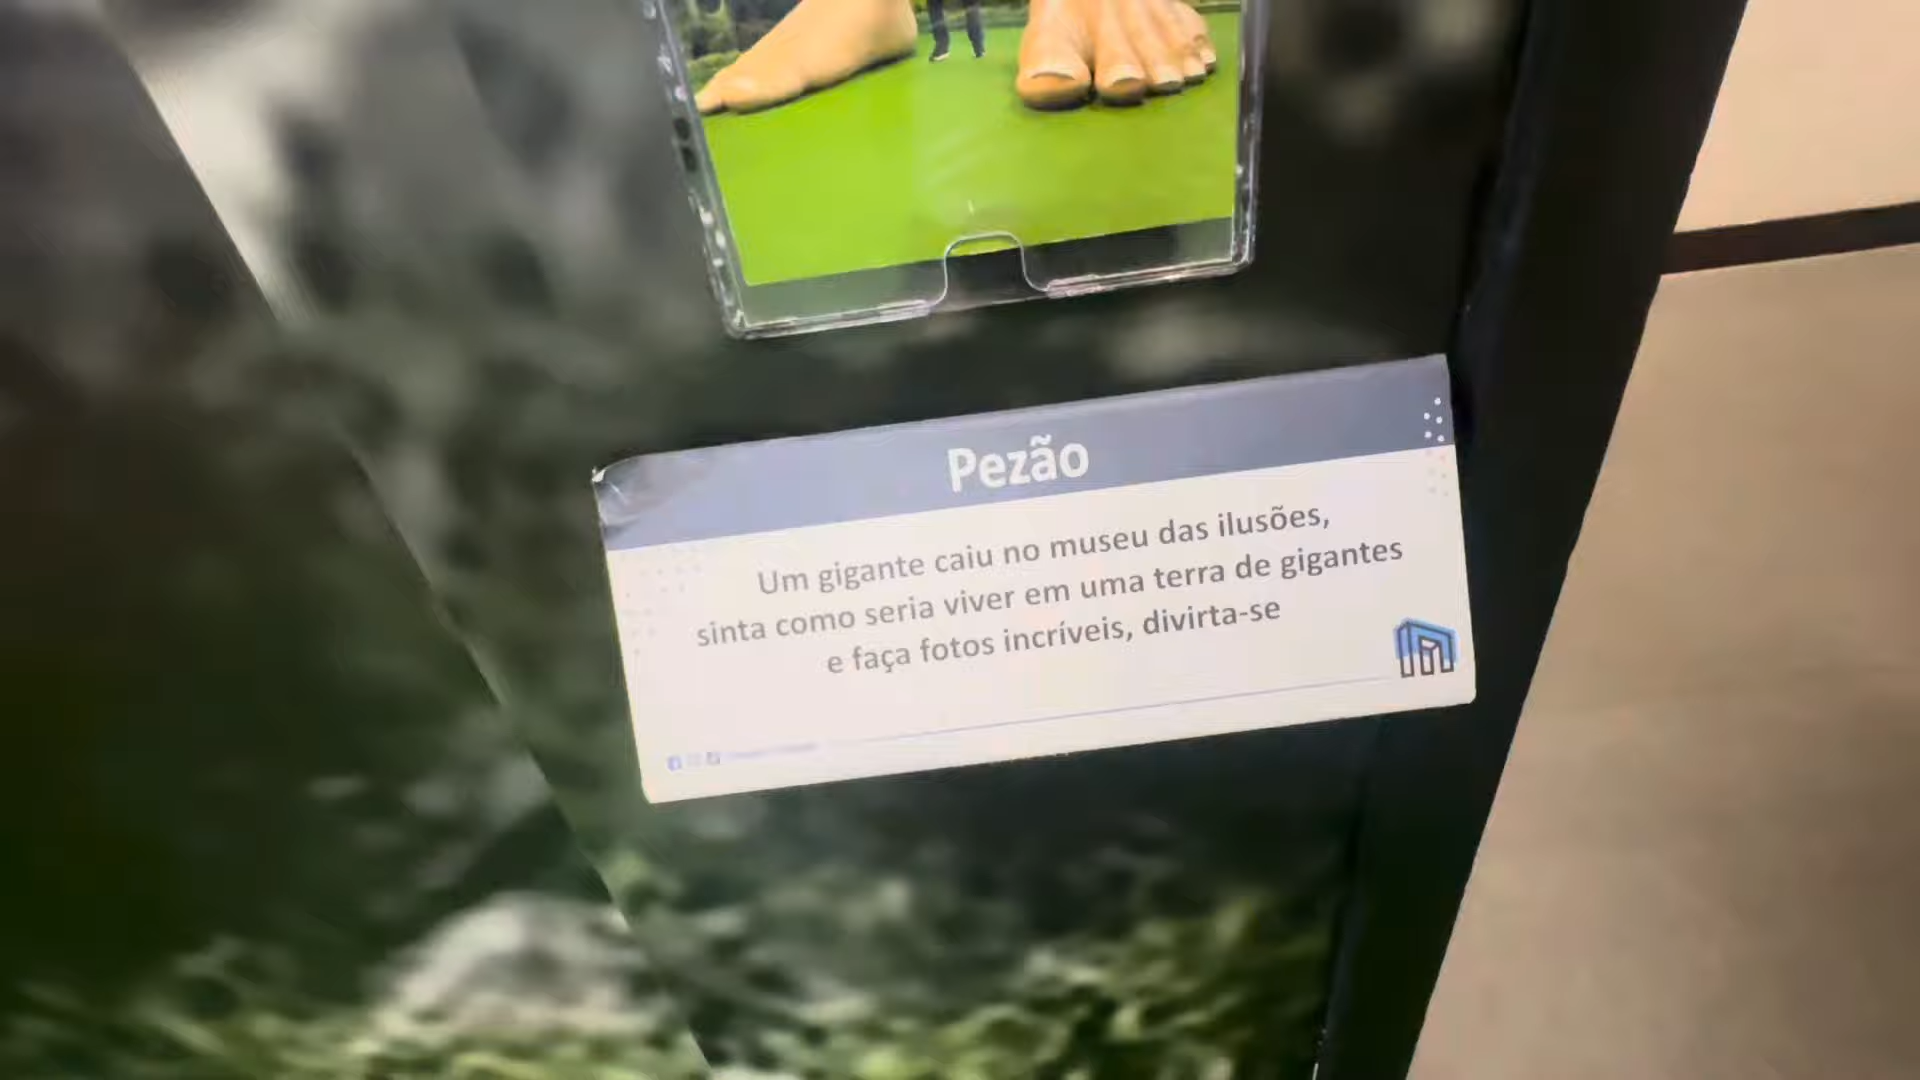 Pezão
Um gigante caiu no museu das ilusões,
sinta como seria viver em uma terra de gigantes
e faça fotos incríveis, divirta-se